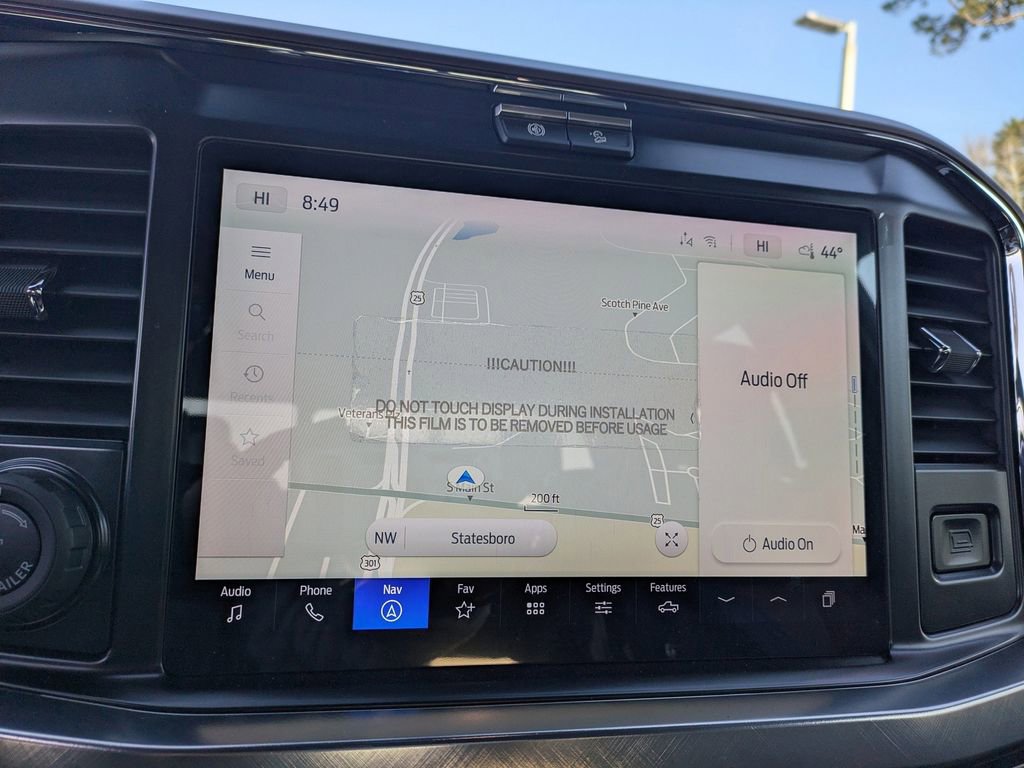 HI 8:49
HI 44°
Menu
Search
Recents
Saved
25
Scotch Pine Ave
!!!CAUTION!!!
DO NOT TOUCH DISPLAY DURING INSTALLATION
THIS FILM IS TO BE REMOVED BEFORE USAGE
Veterans
S Main St
200 ft
25
NW Statesboro
301
Audio Off
Audio On
Ma
Audio Phone Nav Fav Apps Settings Features